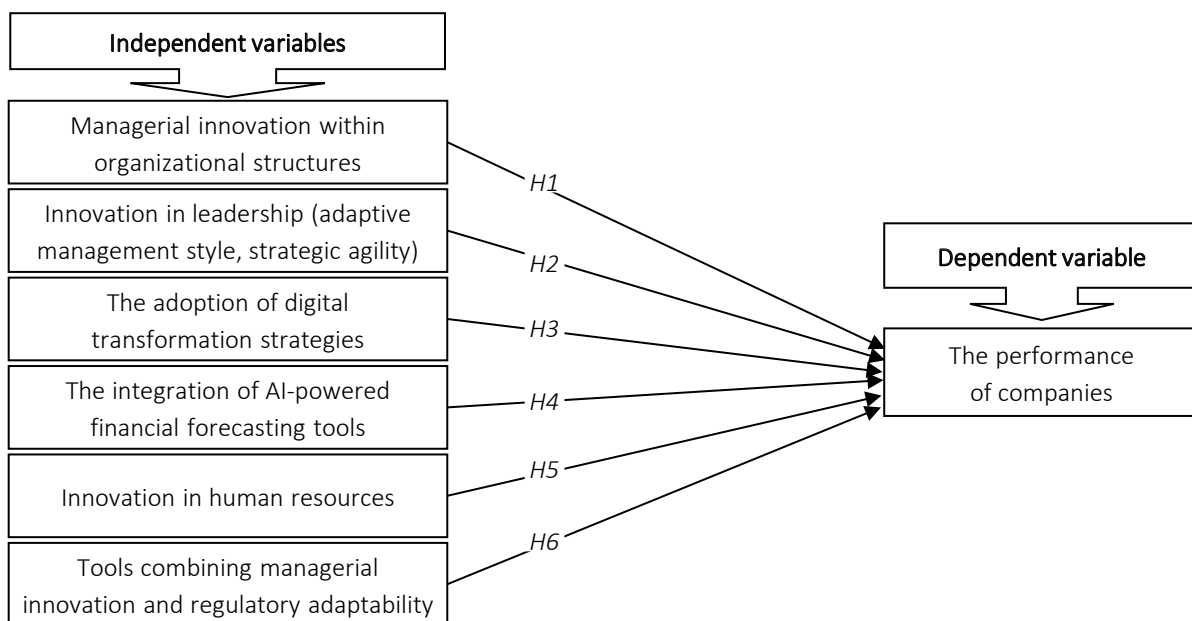 Independent variables
Managerial innovation within
organizational structures
Innovation in leadership (adaptive
management style, strategic agility)
The adoption of digital
transformation strategies
The integration of AI-powered
financial forecasting tools
Innovation in human resources
Tools combining managerial
innovation and regulatory adaptability
H1
H2
H3
H4
H5
H6
Dependent variable
The performance
of companies